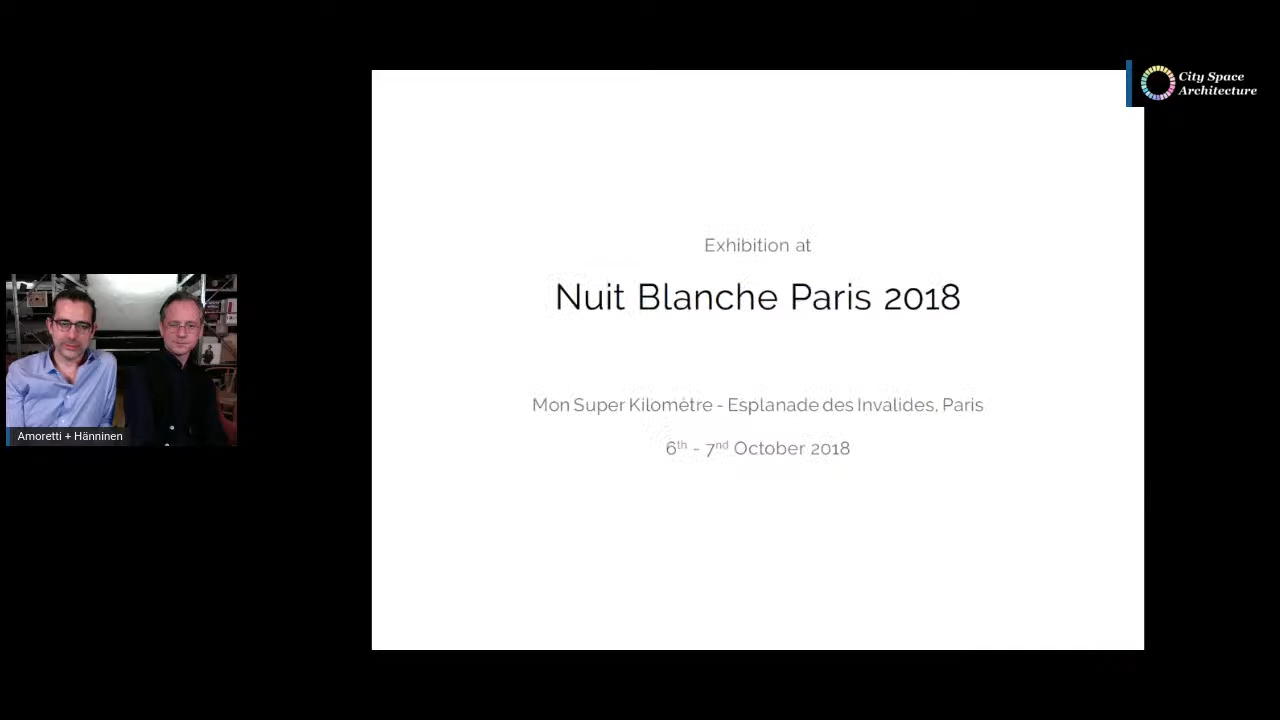 City Space
Architecture
Exhibition at
Nuit Blanche Paris 2018
Mon Super Kilomètre - Esplanade des Invalides, Paris
6th - 7nd October 2018
Amoretti + Hänninen